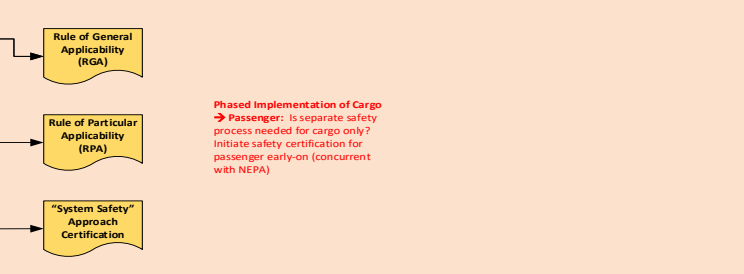 Rule of General
Applicability
(RGA)
Phased Implementation of Cargo
➔ Passenger: Is separate safety
process needed for cargo only?
Initiate safety certification for
passenger early-on (concurrent
with NEPA)
Rule of Particular
Applicability
(RPA)
“System Safety”
Approach
Certification